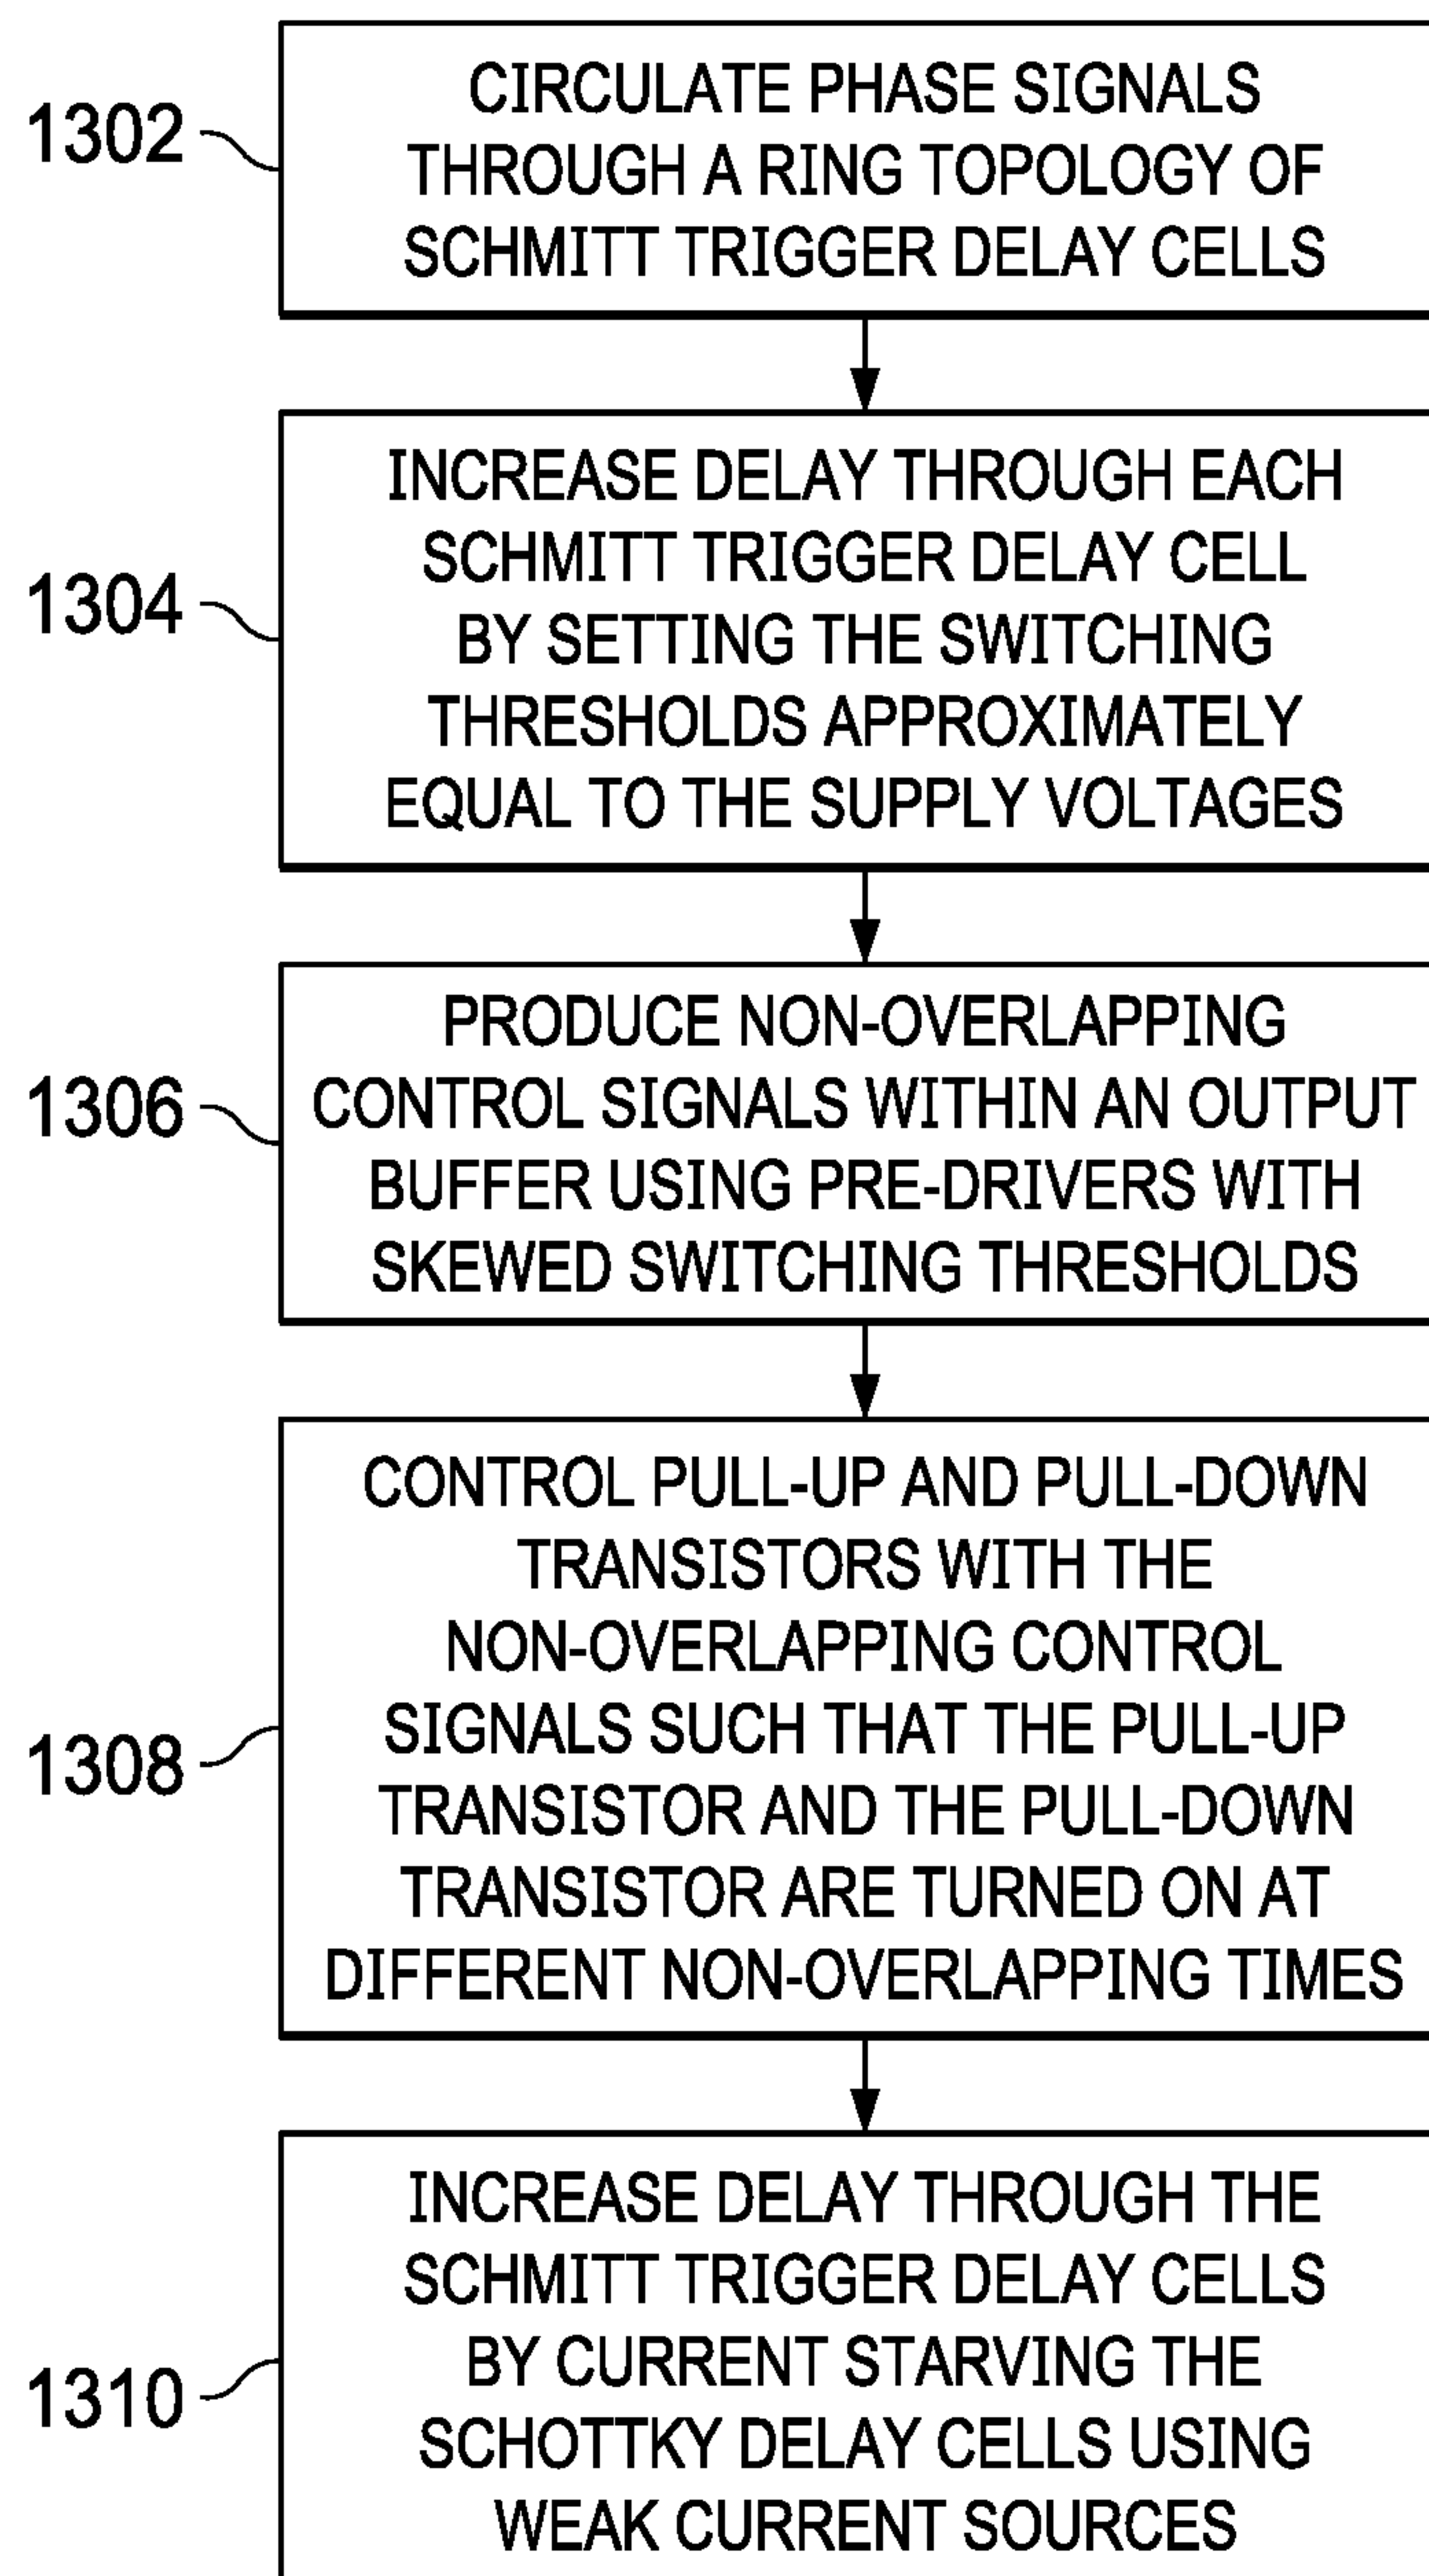 1302
CIRCULATE PHASE SIGNALS
THROUGH A RING TOPOLOGY OF
SCHMITT TRIGGER DELAY CELLS
1304
INCREASE DELAY THROUGH EACH
SCHMITT TRIGGER DELAY CELL
BY SETTING THE SWITCHING
THRESHOLDS APPROXIMATELY
EQUAL TO THE SUPPLY VOLTAGES
1306
PRODUCE NON-OVERLAPPING
CONTROL SIGNALS WITHIN AN OUTPUT
BUFFER USING PRE-DRIVERS WITH
SKEWED SWITCHING THRESHOLDS
1308
CONTROL PULL-UP AND PULL-DOWN
TRANSISTORS WITH THE
NON-OVERLAPPING CONTROL
SIGNALS SUCH THAT THE PULL-UP
TRANSISTOR AND THE PULL-DOWN
TRANSISTOR ARE TURNED ON AT
DIFFERENT NON-OVERLAPPING TIMES
1310
INCREASE DELAY THROUGH THE
SCHMITT TRIGGER DELAY CELLS
BY CURRENT STARVING THE
SCHOTTKY DELAY CELLS USING
WEAK CURRENT SOURCES